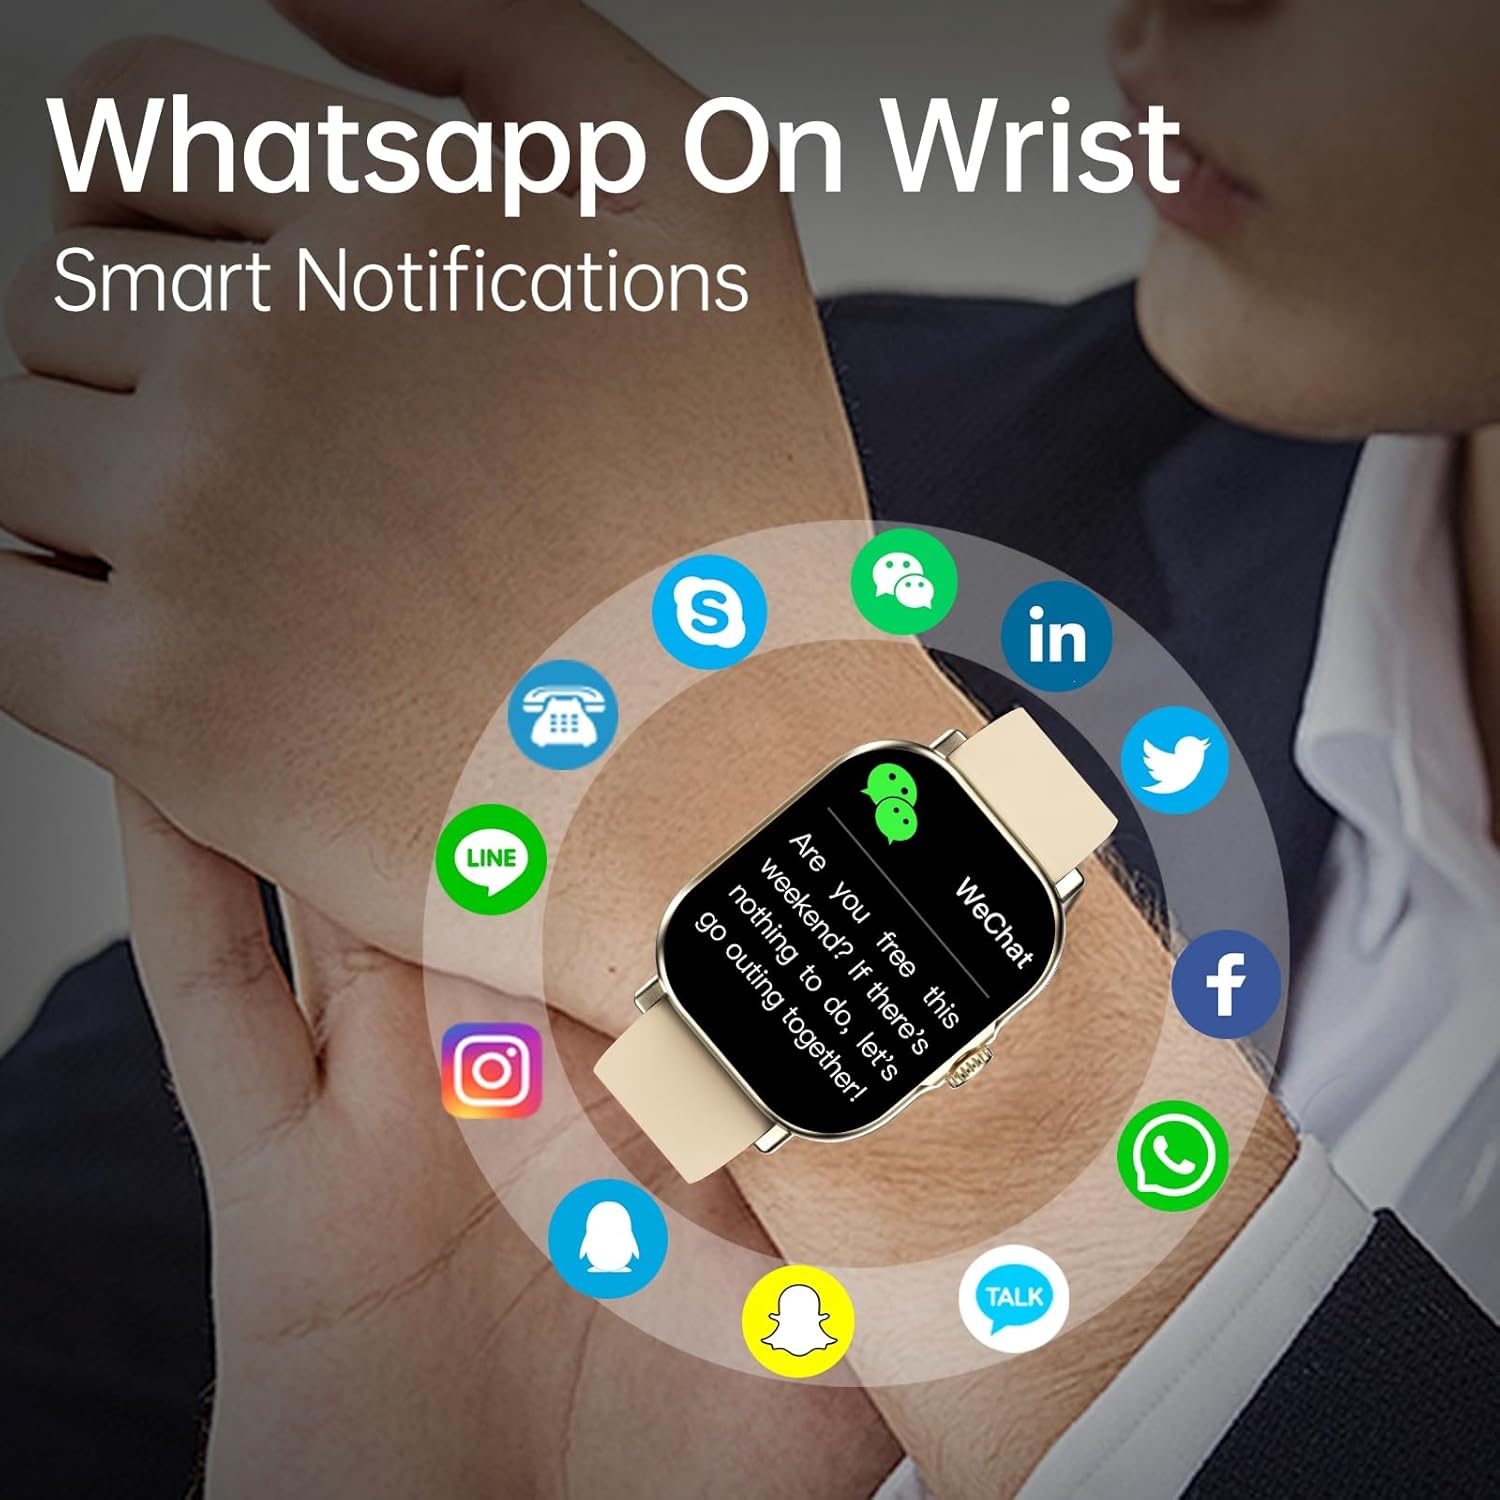 Whatsapp On Wrist
Smart Notifications
S
in
LINE
WeChat
Are you free this
weekend? If there's
nothing to do, let's
go outing together!
f
TALK